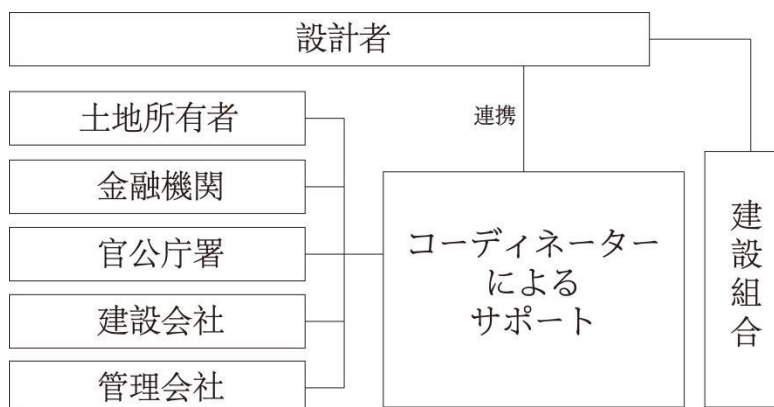 設計者
土地所有者
金融機関
官公庁署
建設会社
管理会社
連携
コーディネーター
による
サポート
建設組合